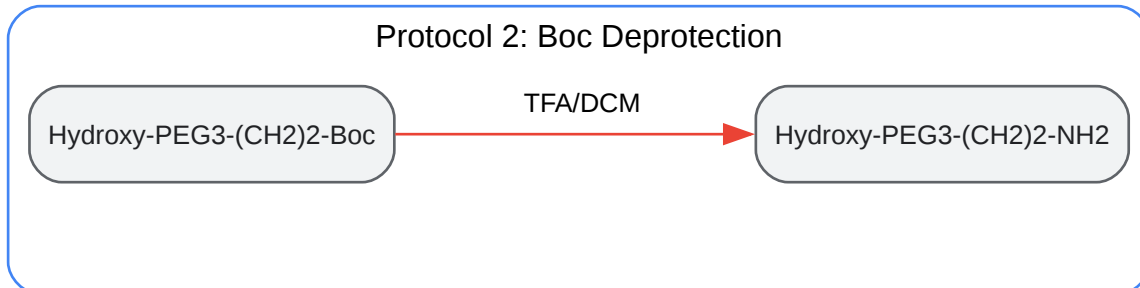 Protocol 2: Boc Deprotection
TFA/DCM
Hydroxy-PEG3-(CH2)2-Boc
Hydroxy-PEG3-(CH2)2-NH2